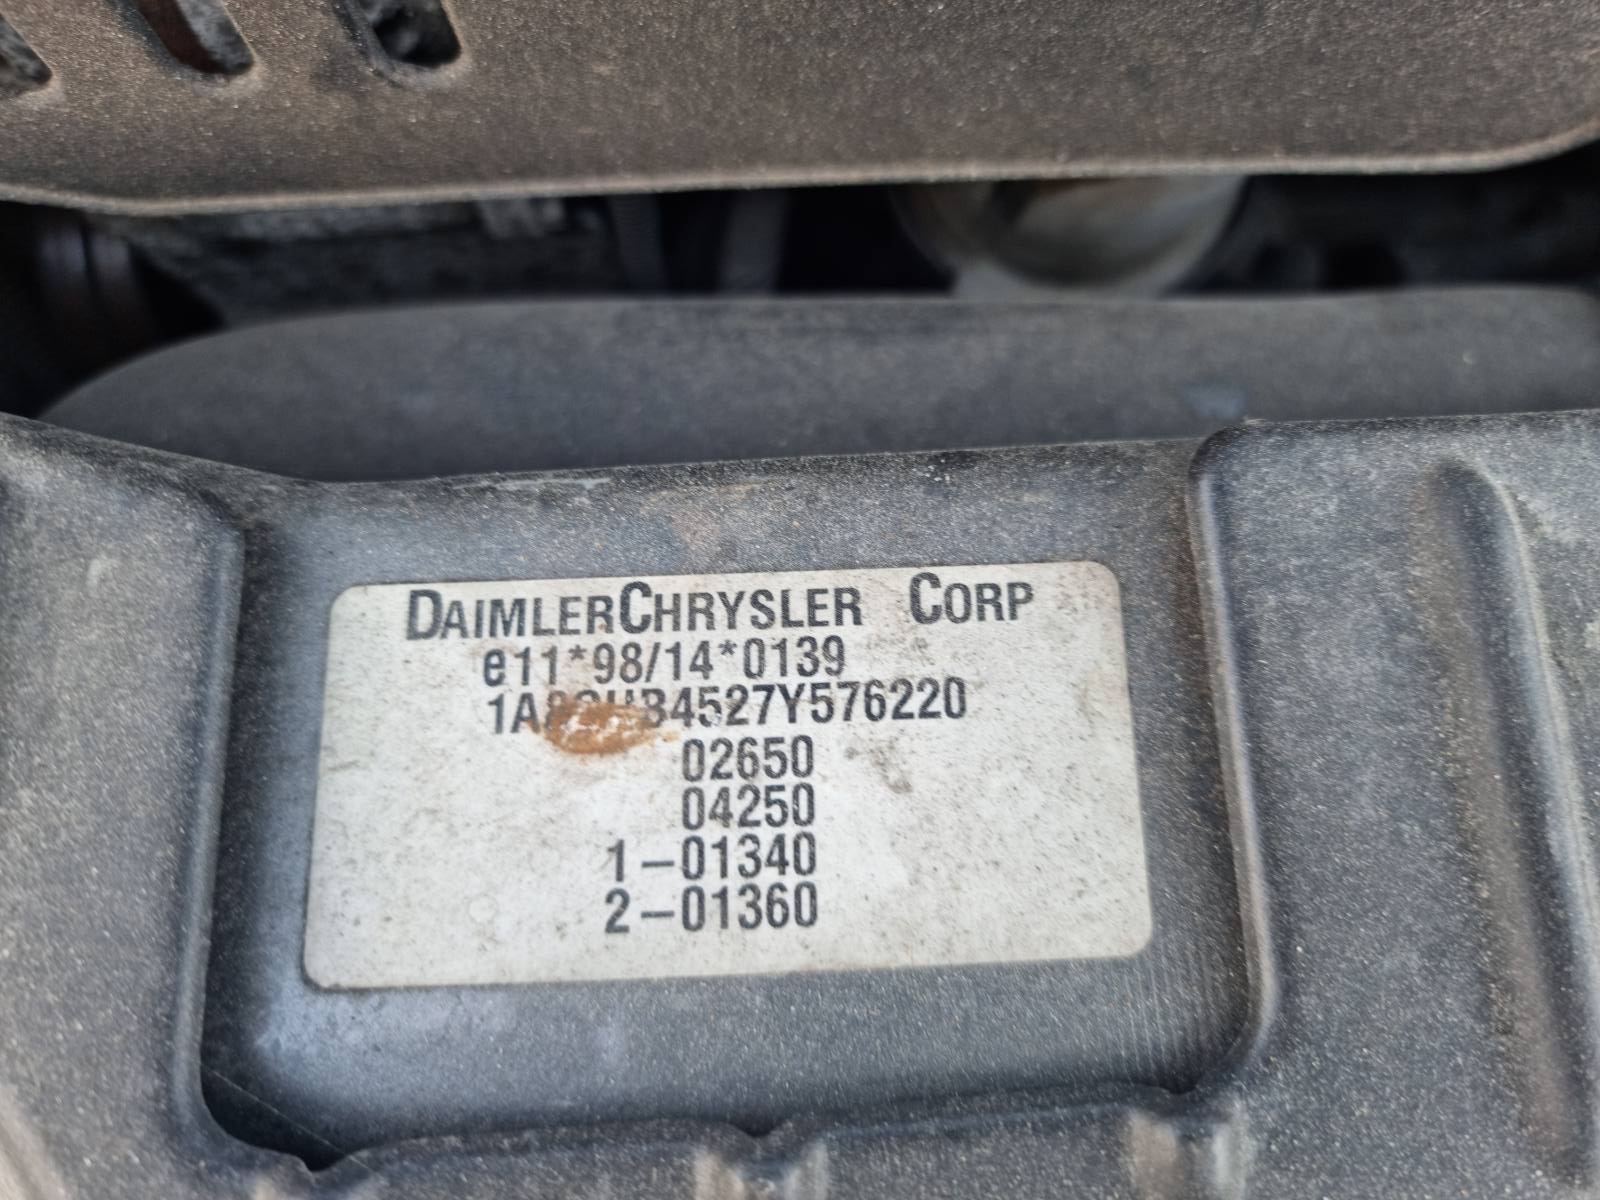 DAIMLERCHRYSLER CORP
e11*98/14*0139
02650
04250
1-01340
2-01360